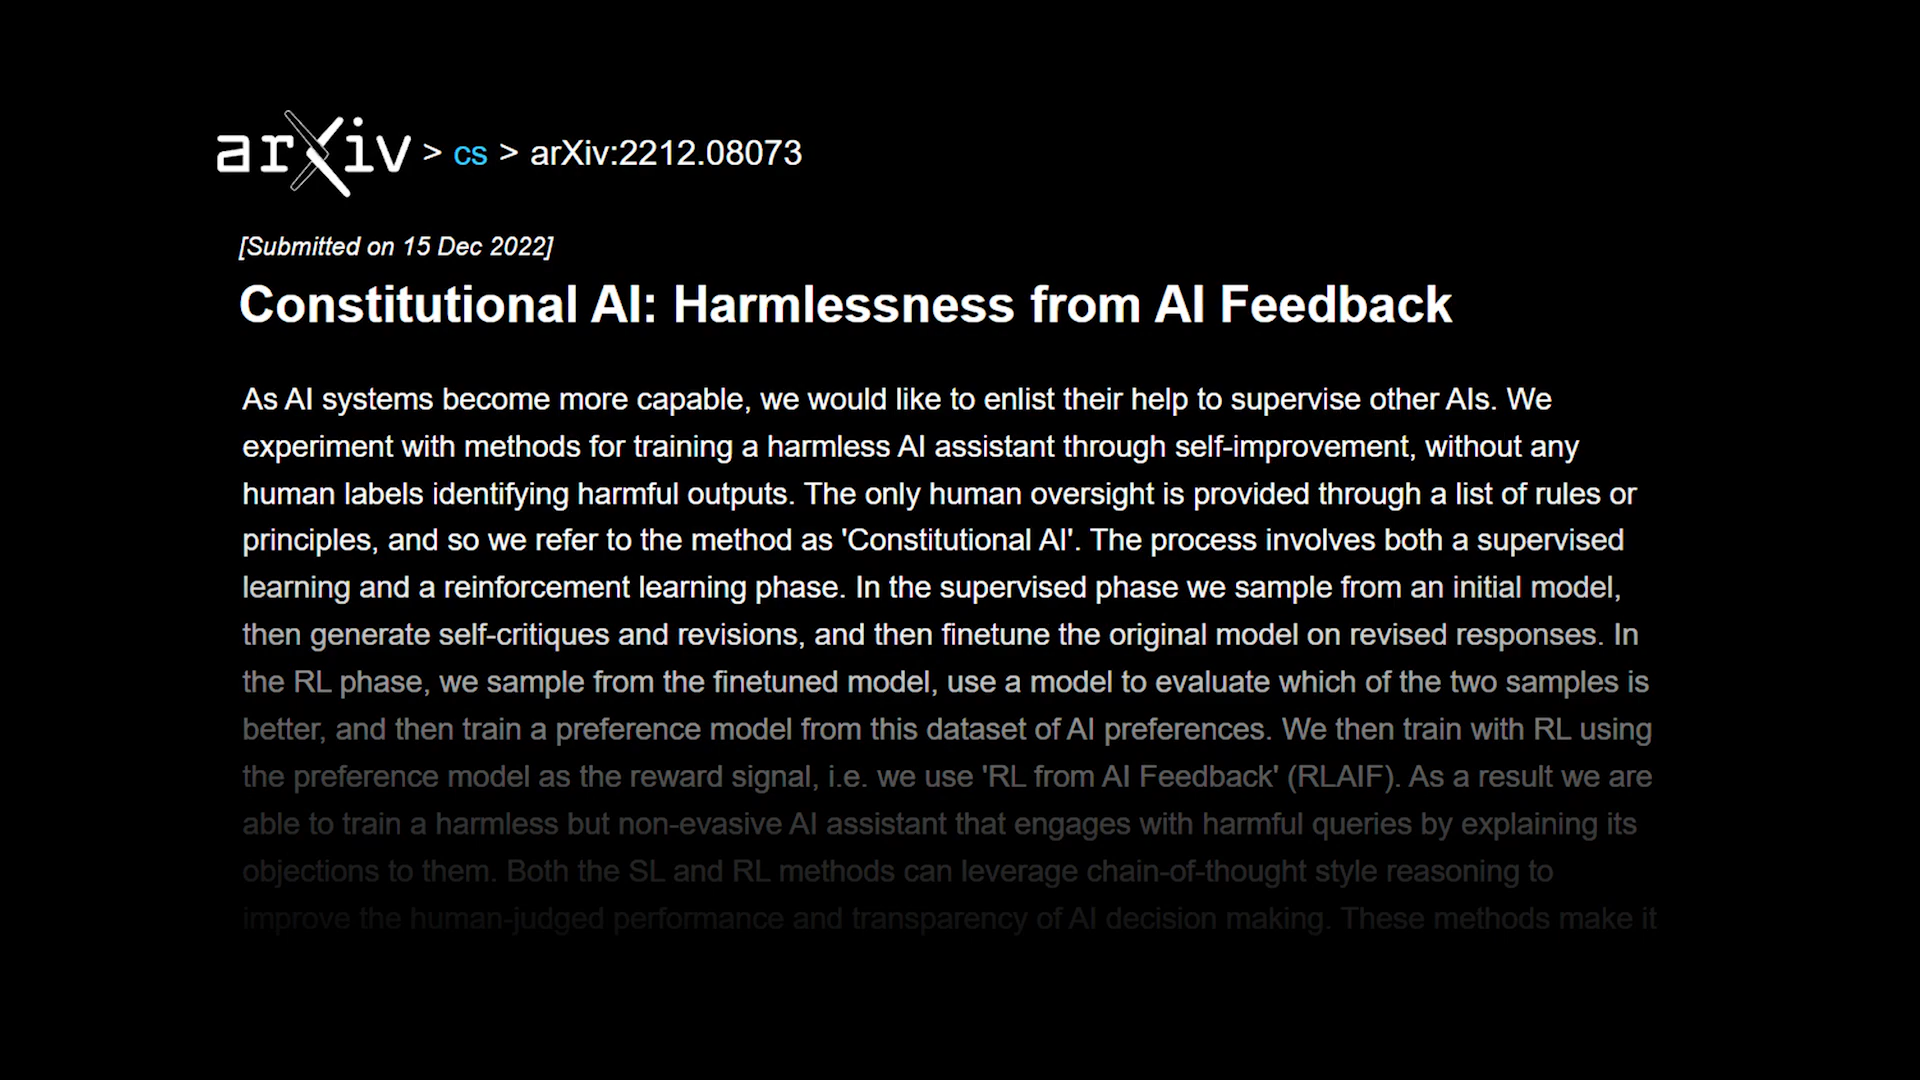 arXiv > cs > arXiv:2212.08073
[Submitted on 15 Dec 2022]
Constitutional AI: Harmlessness from AI Feedback
As AI systems become more capable, we would like to enlist their help to supervise other AIs. We
experiment with methods for training a harmless AI assistant through self-improvement, without any
human labels identifying harmful outputs. The only human oversight is provided through a list of rules or
principles, and so we refer to the method as 'Constitutional AI'. The process involves both a supervised
learning and a reinforcement learning phase. In the supervised phase we sample from an initial model,
then generate self-critiques and revisions, and then finetune the original model on revised responses. In
the RL phase, we sample from the finetuned model, use a model to evaluate which of the two samples is
better, and then train a preference model from this dataset of AI preferences. We then train with RL using
the preference model as the reward signal, i.e. we use 'RL from AI Feedback' (RLAIF). As a result we are
able to train a harmless but non-evasive AI assistant that engages with harmful queries by explaining its
objections to them. Both the SL and RL methods can leverage chain-of-thought style reasoning to
improve the human-judged performance and transparency of AI decision making. These methods make it